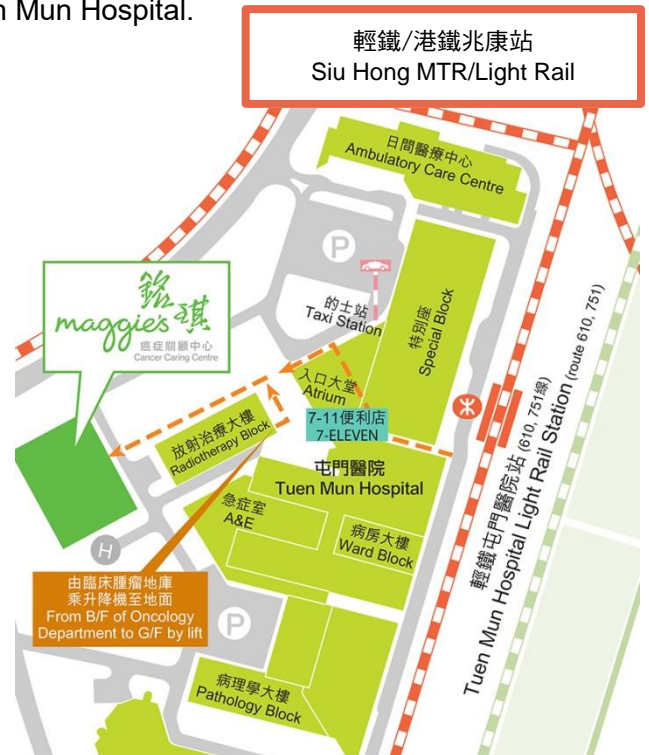 n Mun Hospital.
輕鐵/港鐵兆康站
Siu Hong MTR/Light Rail
日間醫療中心
Ambulatory Care Centre
P
的士站
Taxi Station
特別座
Special Block
銘琪
maggie's
癌症關顧中心
Cancer Caring Centre
入口大堂
Atrium
7-11便利店
7-ELEVEN
放射治療大樓
Radiotherapy Block
屯門醫院
Tuen Mun Hospital
急症室
A&E
病房大樓
Ward Block
輕鐵屯門醫院站 (610, 751線)
Tuen Mun Hospital Light Rail Station (route 610, 751)
H
由臨床腫瘤地庫
乘升降機至地面
From B/F of Oncology
Department to G/F by lift
P
病理學大樓
Pathology Block